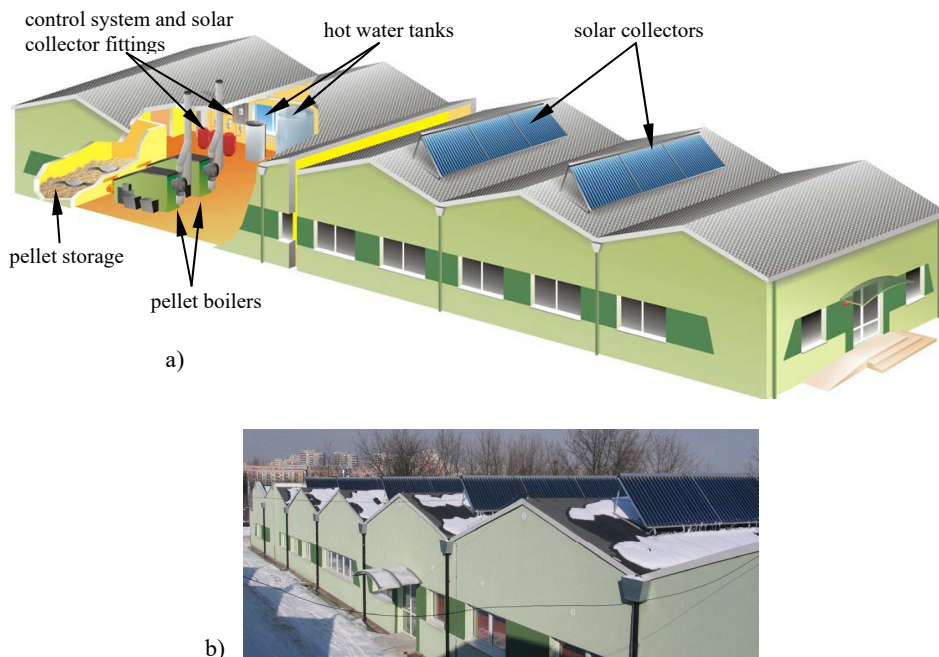 control system and solar
collector fittings
hot water tanks
solar collectors
pellet storage
pellet boilers
a)
b)